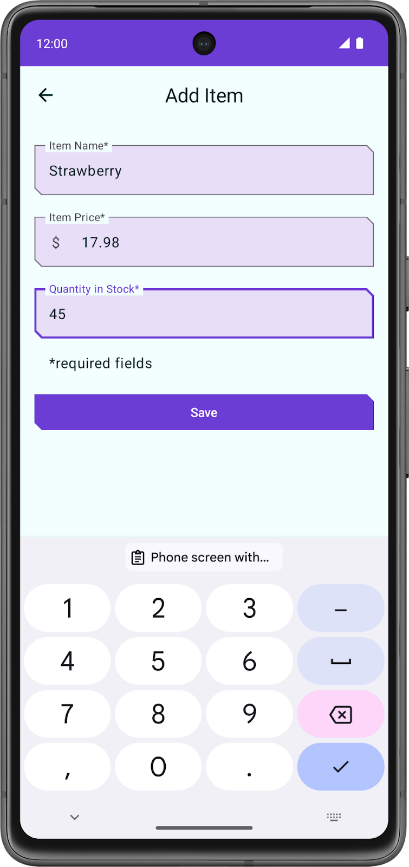 12:00
Add Item
Item Name*
Strawberry
Item Price*
$ 17.98
Quantity in Stock*
45
*required fields
Save
Phone screen with...
1 2 3 –
4 5 6
7 8 9
, 0 .